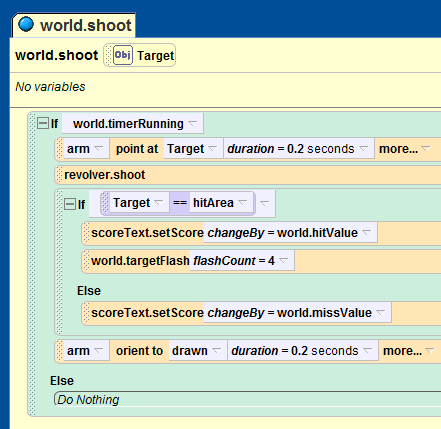 world.shoot
world.shoot Obj Target
No variables
If world.timerRunning
arm point at Target duration = 0.2 seconds more...
revolver.shoot
If Target == hitArea
scoreText.setScore changeBy = world.hitValue
world.targetFlash flashCount = 4
Else
scoreText.setScore changeBy = world.missValue
arm orient to drawn duration = 0.2 seconds more...
Else
Do Nothing